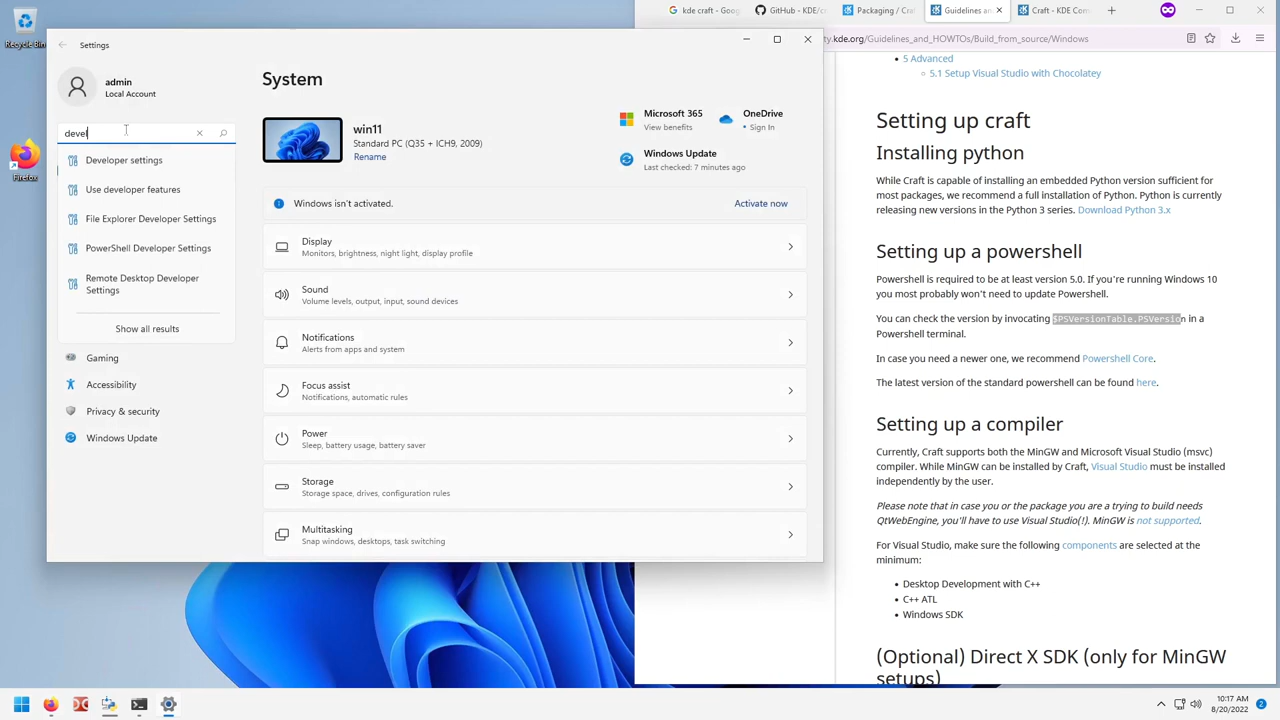 Recycle Bin
Firefox
Settings
admin
Local Account
devel
Developer settings
Use developer features
File Explorer Developer Settings
PowerShell Developer Settings
Remote Desktop Developer
Settings
Show all results
Gaming
Accessibility
Privacy & security
Windows Update
System
win11
Standard PC (Q35 + ICH9, 2009)
Rename
Microsoft 365
View benefits
OneDrive
• Sign In
Windows Update
Last checked: 7 minutes ago
Windows isn't activated.
Activate now
Display
Monitors, brightness, night light, display profile
Sound
Volume levels, output, input, sound devices
Notifications
Alerts from apps and system
Focus assist
Notifications, automatic rules
Power
Sleep, battery usage, battery saver
Storage
Storage space, drives, configuration rules
Multitasking
Snap windows, desktops, task switching
kde craft - Goog
GitHub - KDE/c
Packaging / Craf
Guidelines an
Craft - KDE Com
.kde.org/Guidelines_and_HOWTOs/Build_from_source/Windows
• 5 Advanced
5.1 Setup Visual Studio with Chocolatey
Setting up craft
Installing python
While Craft is capable of installing an embedded Python version sufficient for
most packages, we recommend a full installation of Python. Python is currently
releasing new versions in the Python 3 series. Download Python 3.x
Setting up a powershell
Powershell is required to be at least version 5.0. If you're running Windows 10
you most probably won't need to update Powershell.
You can check the version by invocating $PSVersionTable.PSVersion in a
Powershell terminal.
In case you need a newer one, we recommend Powershell Core.
The latest version of the standard powershell can be found here.
Setting up a compiler
Currently, Craft supports both the MinGW and Microsoft Visual Studio (msvc)
compiler. While MinGW can be installed by Craft, Visual Studio must be installed
independently by the user.
Please note that in case you or the package you are a trying to build needs
QtWebEngine, you'll have to use Visual Studio(!). MinGW is not supported.
For Visual Studio, make sure the following components are selected at the
minimum:
• Desktop Development with C++
• C++ ATL
• Windows SDK
(Optional) Direct X SDK (only for MinGW
setups)
10:17 AM
8/20/2022
2